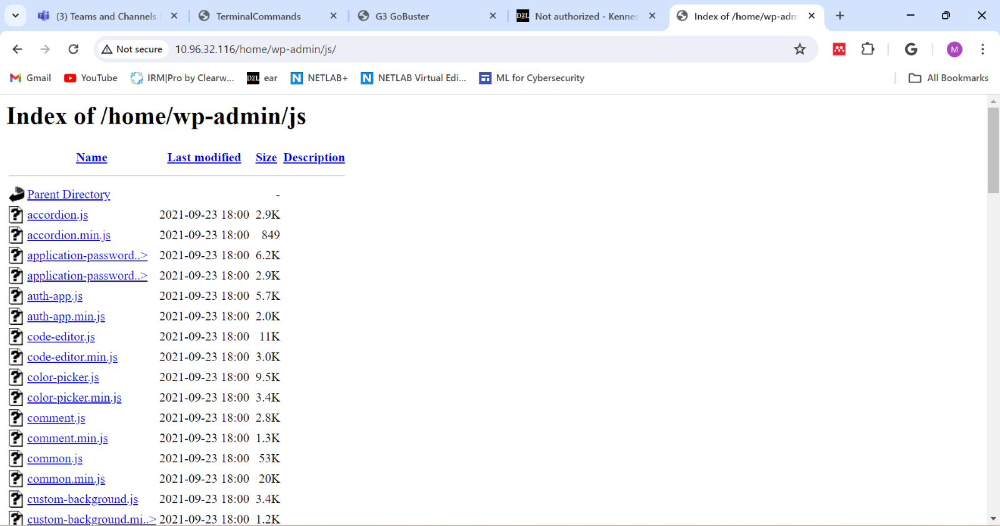 (3) Teams and Channels TerminalCommands G3 GoBuster D2L Not authorized - Kennes Index of /home/wp-adm
Not secure 10.96.32.116/home/wp-admin/js/ G M
Gmail YouTube IRM|Pro by Clearw... D2L ear N NETLAB+ N NETLAB Virtual Edi... ML for Cybersecurity All Bookmarks
Index of /home/wp-admin/js
Name Last modified Size Description
Parent Directory -
? accordion.js 2021-09-23 18:00 2.9K
? accordion.min.js 2021-09-23 18:00 849
? application-password..> 2021-09-23 18:00 6.2K
? application-password..> 2021-09-23 18:00 2.9K
? auth-app.js 2021-09-23 18:00 5.7K
? auth-app.min.js 2021-09-23 18:00 2.0K
? code-editor.js 2021-09-23 18:00 11K
? code-editor.min.js 2021-09-23 18:00 3.0K
? color-picker.js 2021-09-23 18:00 9.5K
? color-picker.min.js 2021-09-23 18:00 3.4K
? comment.js 2021-09-23 18:00 2.8K
? comment.min.js 2021-09-23 18:00 1.3K
? common.js 2021-09-23 18:00 53K
? common.min.js 2021-09-23 18:00 20K
? custom-background.js 2021-09-23 18:00 3.4K
? custom-background.mi..> 2021-09-23 18:00 1.2K